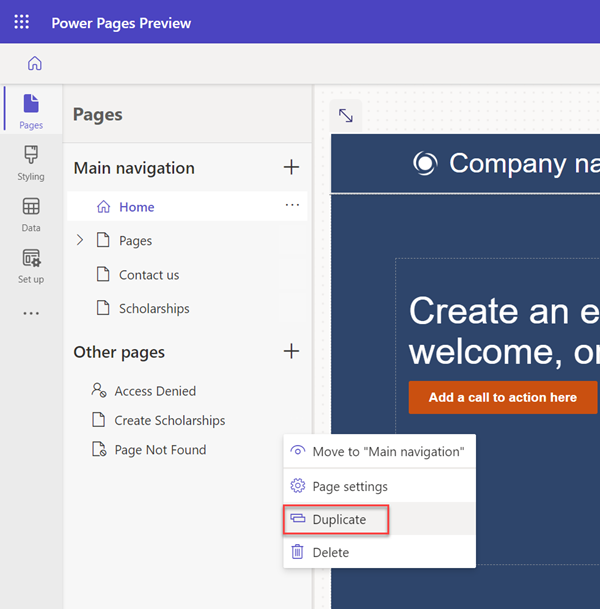 Power Pages Preview
Pages
Styling
Data
Set up
Pages
Main navigation
Home
Pages
Contact us
Scholarships
Other pages
Access Denied
Create Scholarships
Page Not Found
Move to "Main navigation"
Page settings
Duplicate
Delete
Company na
Create an e
welcome, or
Add a call to action here